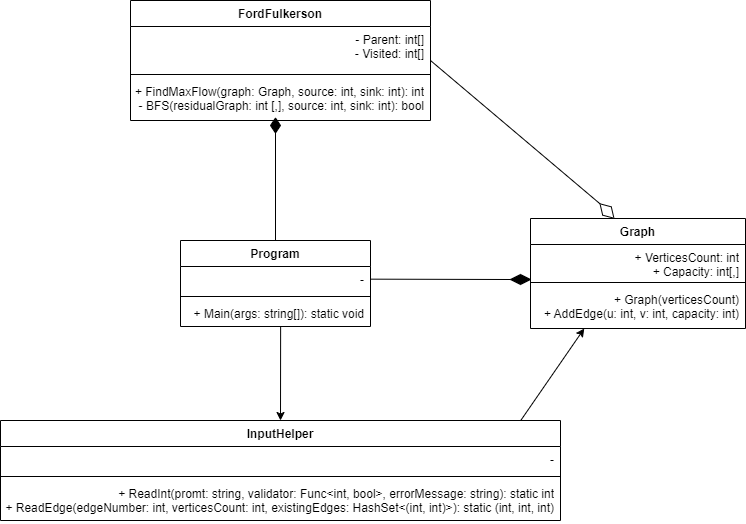 FordFulkerson
- Parent: int[]
- Visited: int[]
+ FindMaxFlow(graph: Graph, source: int, sink: int): int
- BFS(residualGraph: int [,], source: int, sink: int): bool
Graph
+ VerticesCount: int
+ Capacity: int[,]
+ Graph(verticesCount)
+ AddEdge(u: int, v: int, capacity: int)
Program
-
+ Main(args: string[]): static void
InputHelper
-
+ ReadInt(promt: string, validator: Func<int, bool>, errorMessage: string): static int
+ ReadEdge(edgeNumber: int, verticesCount: int, existingEdges: HashSet<(int, int)>): static (int, int, int)